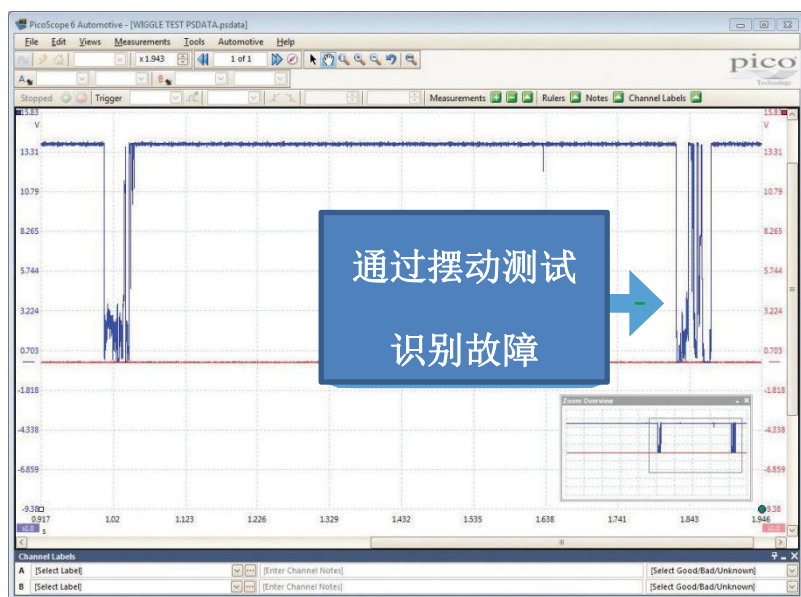 PicoScope 6 Automotive - [WIGGLE TEST PSDATA.psdata]
File Edit Views Measurements Tools Automotive Help
x1.943 1 of 1
pico
Technology
A B
Stopped Trigger Measurements Rulers Notes Channel Labels
15.83 15.83
V V
13.31 13.31
10.79 10.79
8.265 8.265
通过摆动测试
5.744 5.744
3.224 3.224
识别故障
0.703 0.703
-1.818 -1.818
Zoom Overview
-4.338 -4.338
-6.859 -6.859
-9.38 -9.38
0.917 1.02 1.123 1.226 1.329 1.432 1.535 1.638 1.741 1.843 1.946
x1.0 s x1.0
Channel Labels
A [Select Label] [Enter Channel Notes] [Select Good/Bad/Unknown]
B [Select Label] [Enter Channel Notes] [Select Good/Bad/Unknown]